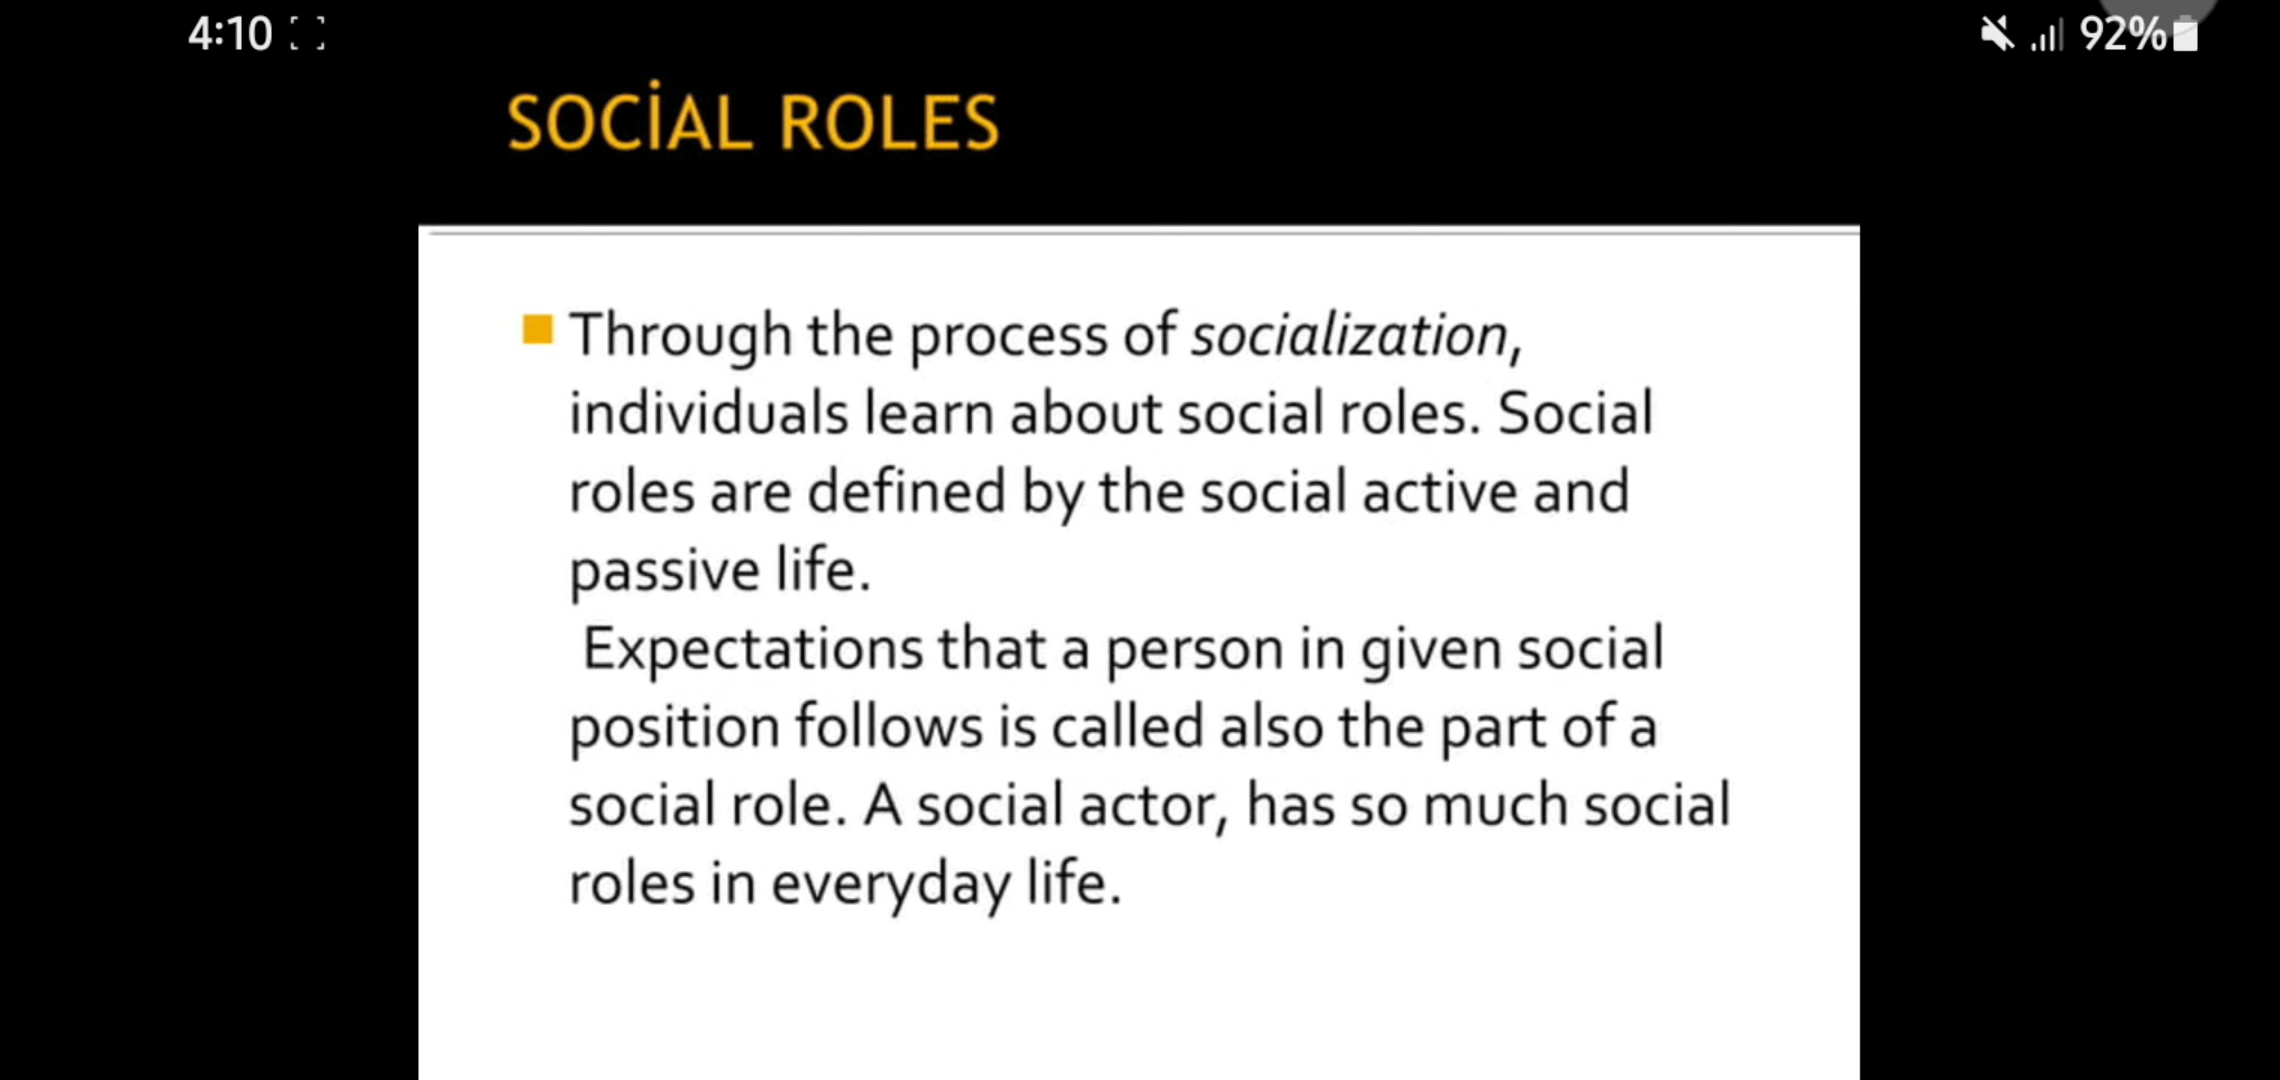 4:10
92%
SOCİAL ROLES
Through the process of socialization,
individuals learn about social roles. Social
roles are defined by the social active and
passive life.
Expectations that a person in given social
position follows is called also the part of a
social role. A social actor, has so much social
roles in everyday life.